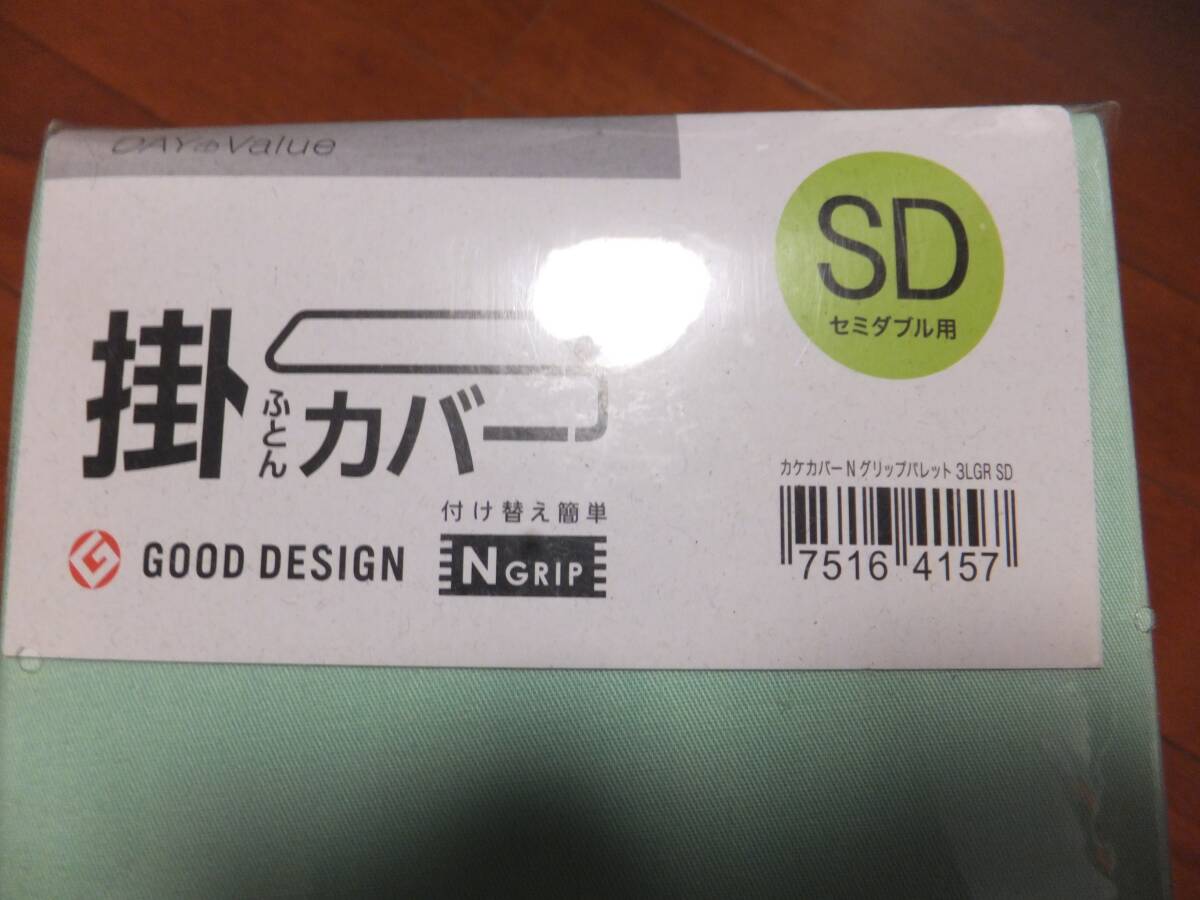 DAY Value
SD
セミダブル用
掛ふとんカバー
カケカバー N グリップパレット 3LGR SD
7516 4157
付け替え簡単
GOOD DESIGN
N GRIP